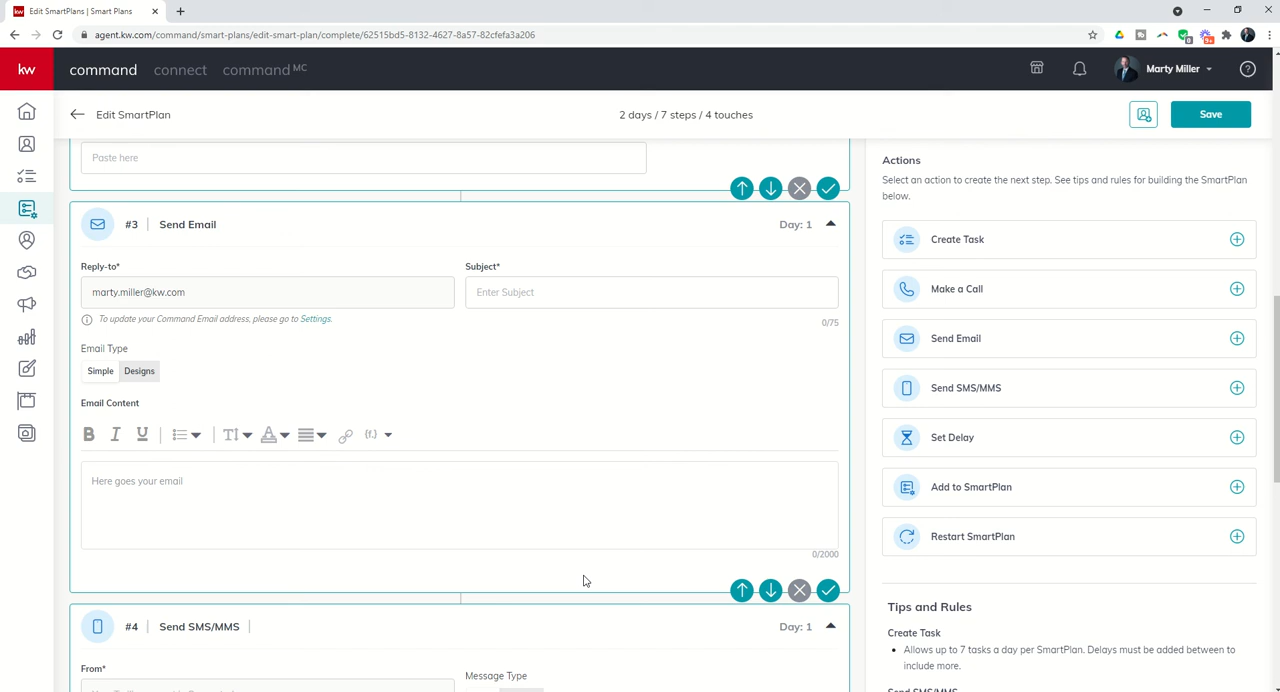 kw Edit SmartPlans | Smart Plans
agent.kw.com/command/smart-plans/edit-smart-plan/complete/62515bd5-8132-4627-8a57-82cfefa3a206
kw command connect command MC Marty Miller
Edit SmartPlan 2 days / 7 steps / 4 touches Save
Paste here
#3 Send Email Day: 1
Reply-to* Subject*
marty.miller@kw.com Enter Subject
To update your Command Email address, please go to Settings. 0/75
Email Type
Simple Designs
Email Content
B I U TI A {f.}
Here goes your email
0/2000
#4 Send SMS/MMS Day: 1
From* Message Type
Actions
Select an action to create the next step. See tips and rules for building the SmartPlan
below.
Create Task
Make a Call
Send Email
Send SMS/MMS
Set Delay
Add to SmartPlan
Restart SmartPlan
Tips and Rules
Create Task
• Allows up to 7 tasks a day per SmartPlan. Delays must be added between to
include more.
Send SMS/MMS